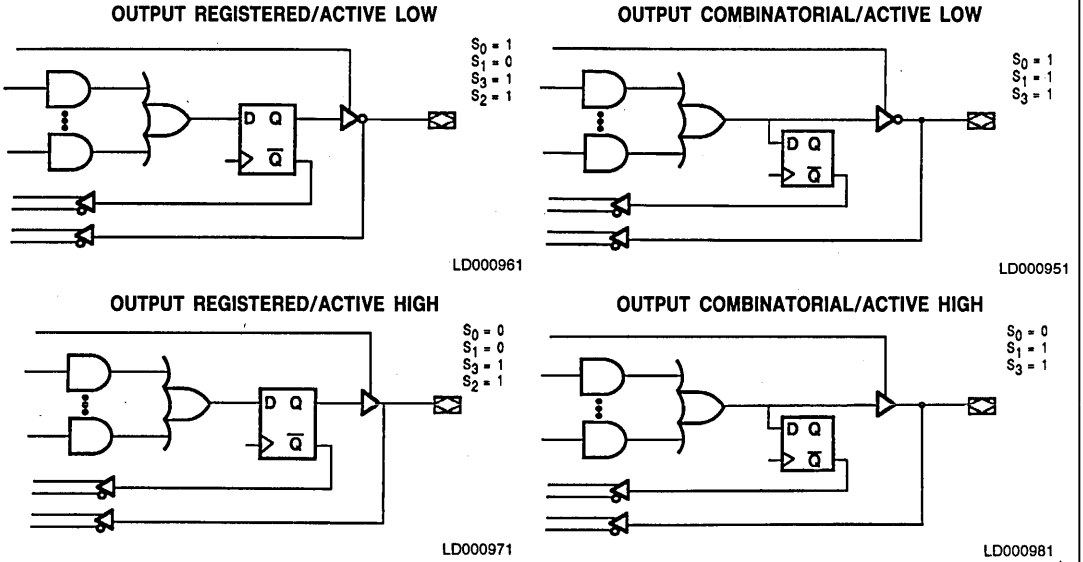 OUTPUT REGISTERED/ACTIVE LOW
S0 = 1
S1 = 0
S3 = 1
S2 = 1
D Q
Q̅
LD000961
OUTPUT COMBINATORIAL/ACTIVE LOW
S0 = 1
S1 = 1
S3 = 1
D Q
Q̅
LD000951
OUTPUT REGISTERED/ACTIVE HIGH
S0 = 0
S1 = 0
S3 = 1
S2 = 1
D Q
Q̅
LD000971
OUTPUT COMBINATORIAL/ACTIVE HIGH
S0 = 0
S1 = 1
S3 = 1
D Q
Q̅
LD000981